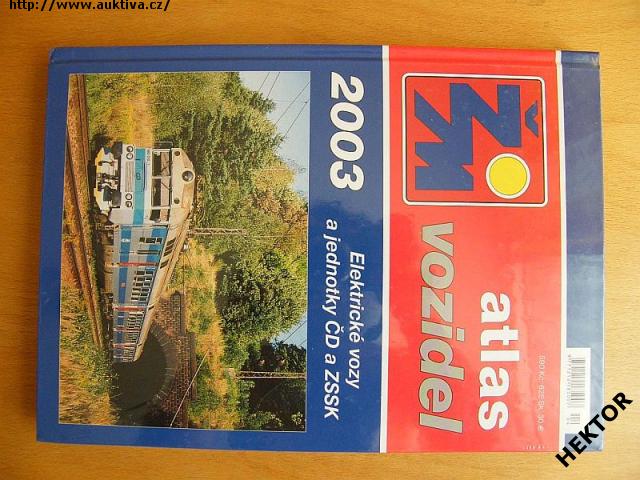 http://www.auktiva.cz/
ŽM
atlas
vozidel
2003
Elektrické vozy
a jednotky ČD a ZSSK
HEKTOR